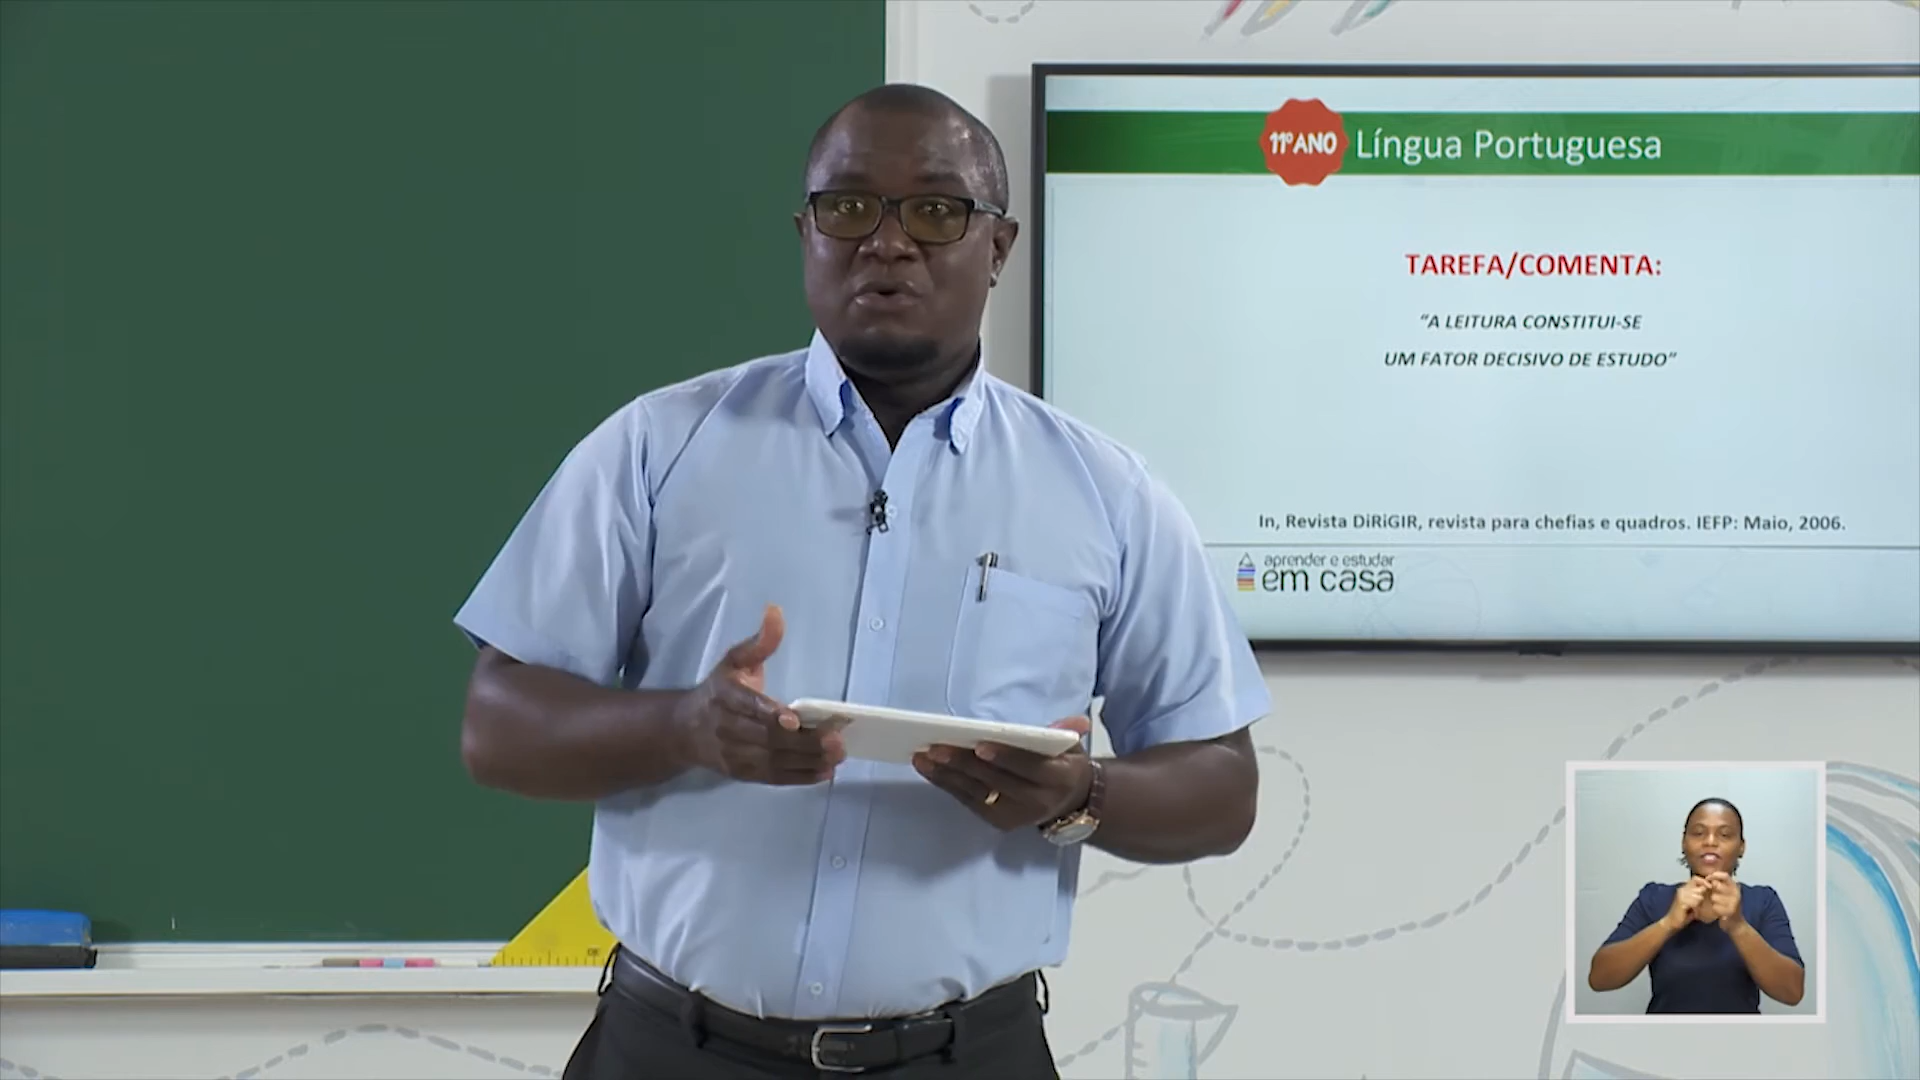 11º ANO Língua Portuguesa
TAREFA/COMENTA:
“A LEITURA CONSTITUI-SE
UM FATOR DECISIVO DE ESTUDO”
In, Revista DiRiGIR, revista para chefias e quadros. IEFP: Maio, 2006.
aprender e estudar
em casa